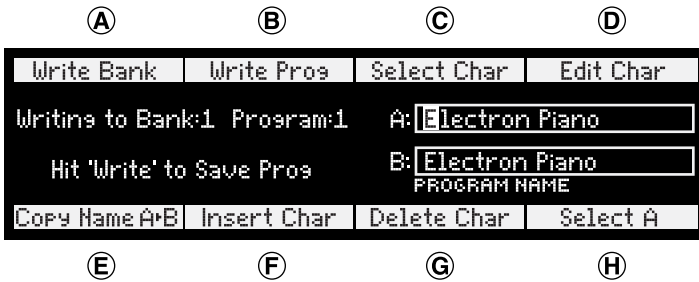 A B C D
Write Bank Write Prog Select Char Edit Char
Writing to Bank:1 Program:1 A: Electron Piano
Hit 'Write' to Save Prog B: Electron Piano
PROGRAM NAME
Copy Name A▸B Insert Char Delete Char Select A
E F G H